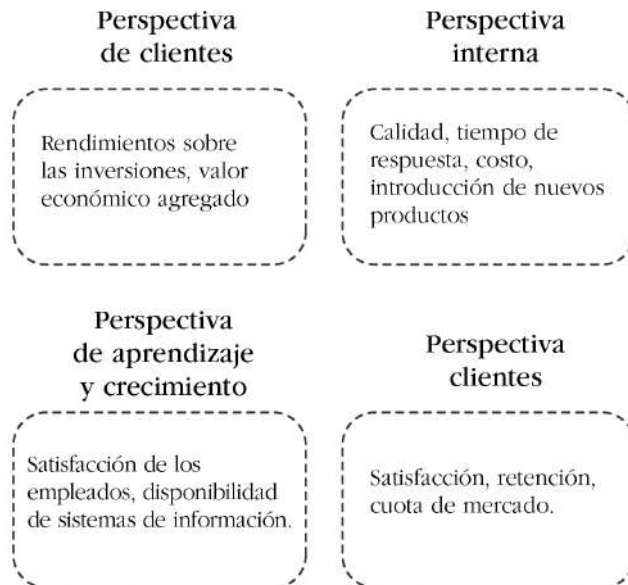 Perspectiva
de clientes
Rendimientos sobre
las inversiones, valor
económico agregado
Perspectiva
interna
Calidad, tiempo de
respuesta, costo,
introducción de nuevos
productos
Perspectiva
de aprendizaje
y crecimiento
Satisfacción de los
empleados, disponibilidad
de sistemas de información.
Perspectiva
clientes
Satisfacción, retención,
cuota de mercado.